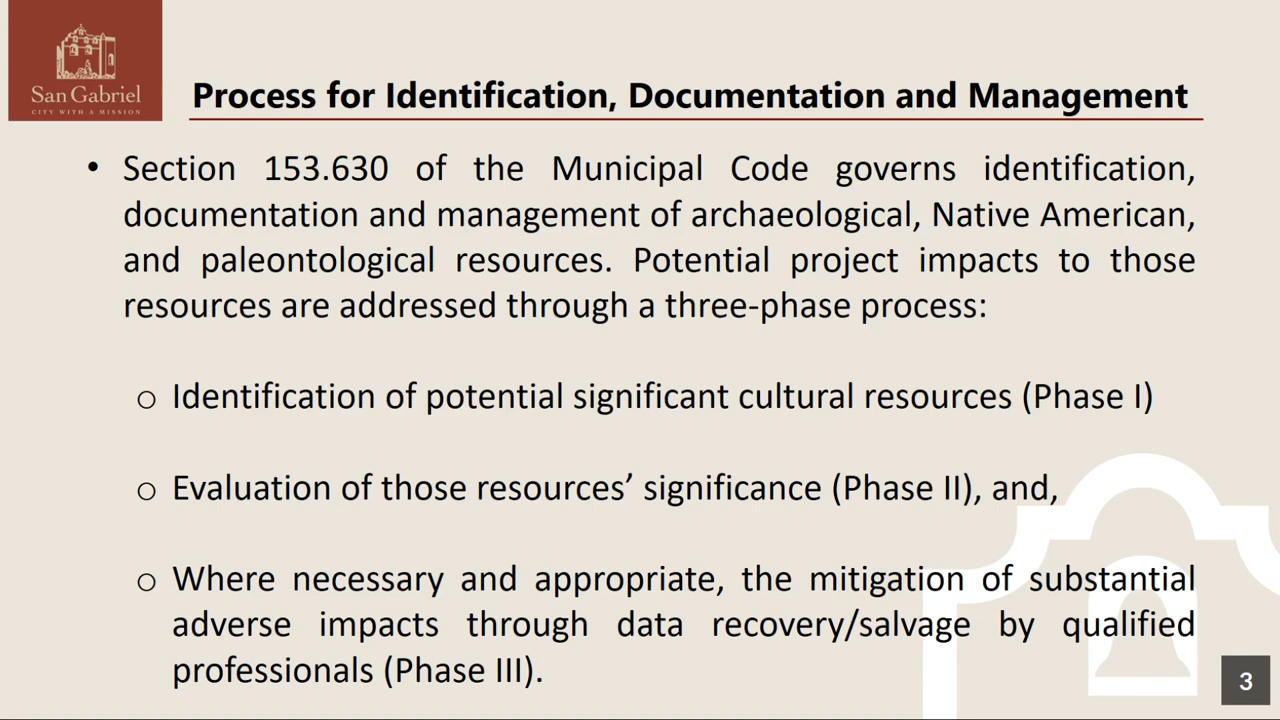 San Gabriel
CITY WITH A MISSION
Process for Identification, Documentation and Management
• Section 153.630 of the Municipal Code governs identification,
documentation and management of archaeological, Native American,
and paleontological resources. Potential project impacts to those
resources are addressed through a three-phase process:
o Identification of potential significant cultural resources (Phase I)
o Evaluation of those resources’ significance (Phase II), and,
o Where necessary and appropriate, the mitigation of substantial
adverse impacts through data recovery/salvage by qualified
professionals (Phase III).
3